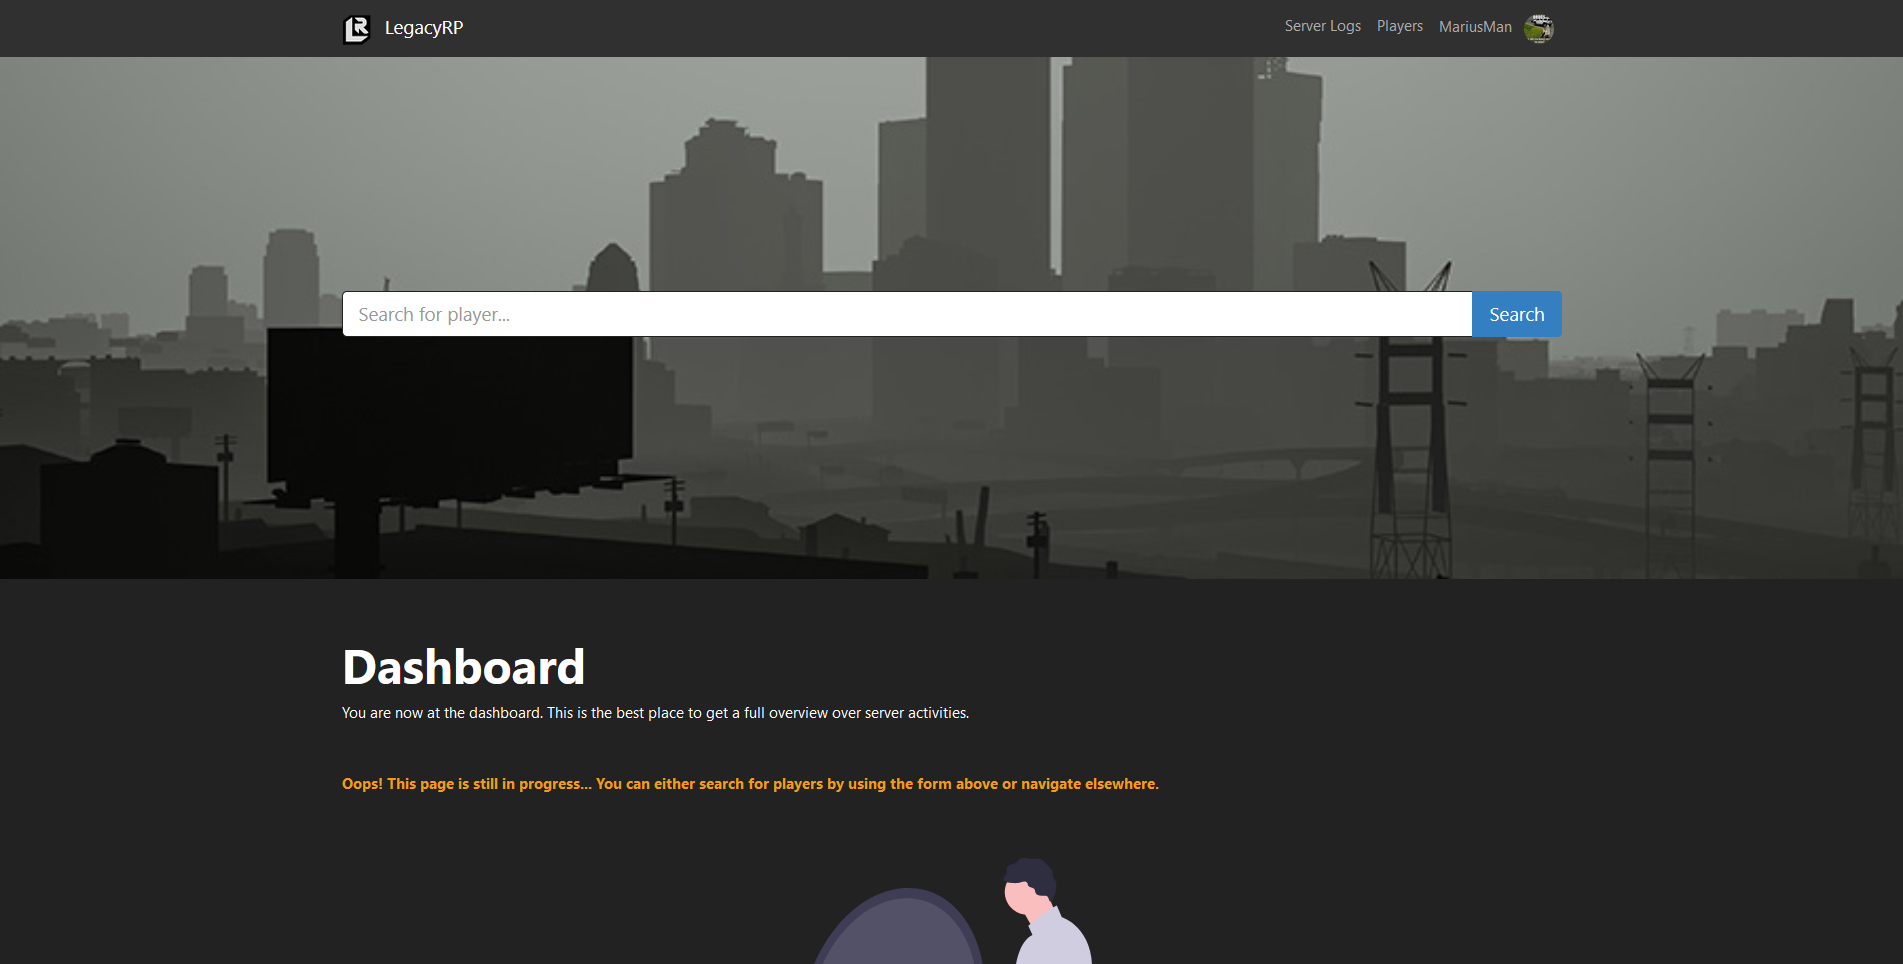 LegacyRP
Server Logs
Players
MariusMan
Search for player...
Search
Dashboard
You are now at the dashboard. This is the best place to get a full overview over server activities.
Oops! This page is still in progress... You can either search for players by using the form above or navigate elsewhere.